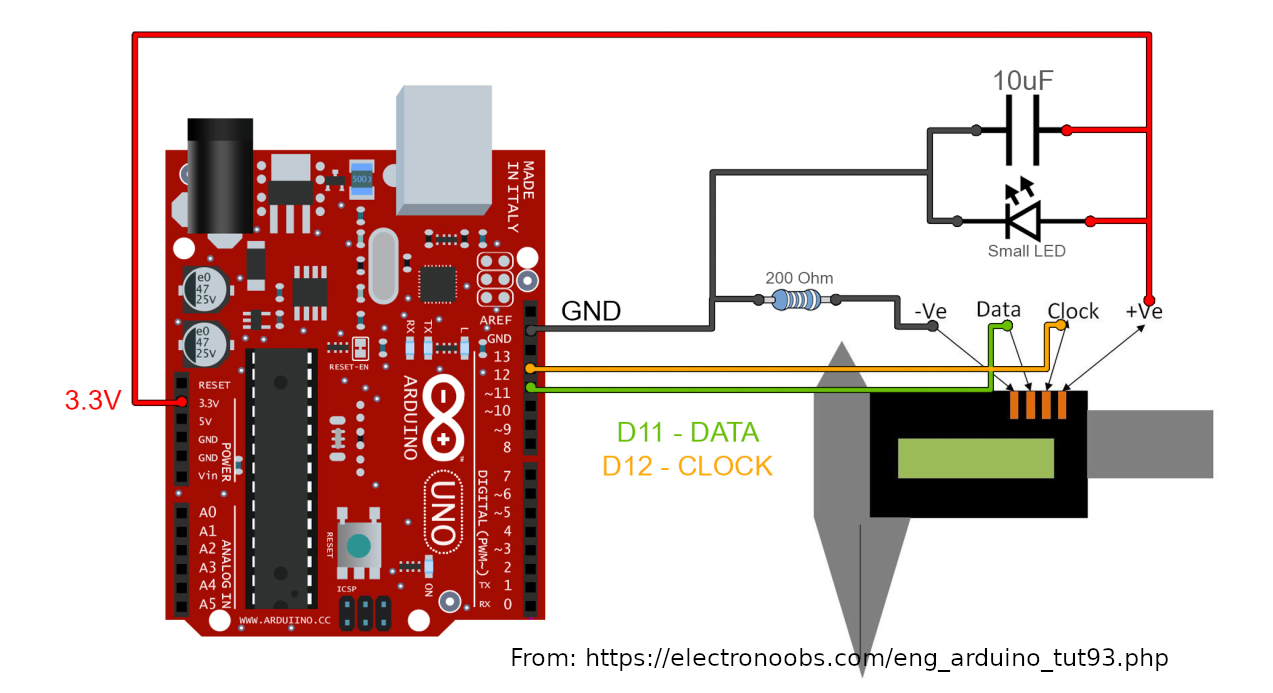 10uF
Small LED
200 Ohm
-Ve
Data
Clock
+Ve
GND
3.3V
D11 - DATA
D12 - CLOCK
MADE
IN ITALY
5003
e0
47
25V
e0
47
25V
RX
TX
L
RESET-EN
AREF
GND
13
12
~11
~10
~9
8
7
~6
~5
4
~3
2
TX 1
RX 0
DIGITAL (PWM~)
ARDUINO
TM
UNO
RESET
3.3v
5V
GND
GND
Vin
POWER
A0
A1
A2
A3
A4
A5
ANALOG IN
RESET
ICSP
ON
WWW.ARDUIINO.CC
From: https://electronoobs.com/eng_arduino_tut93.php